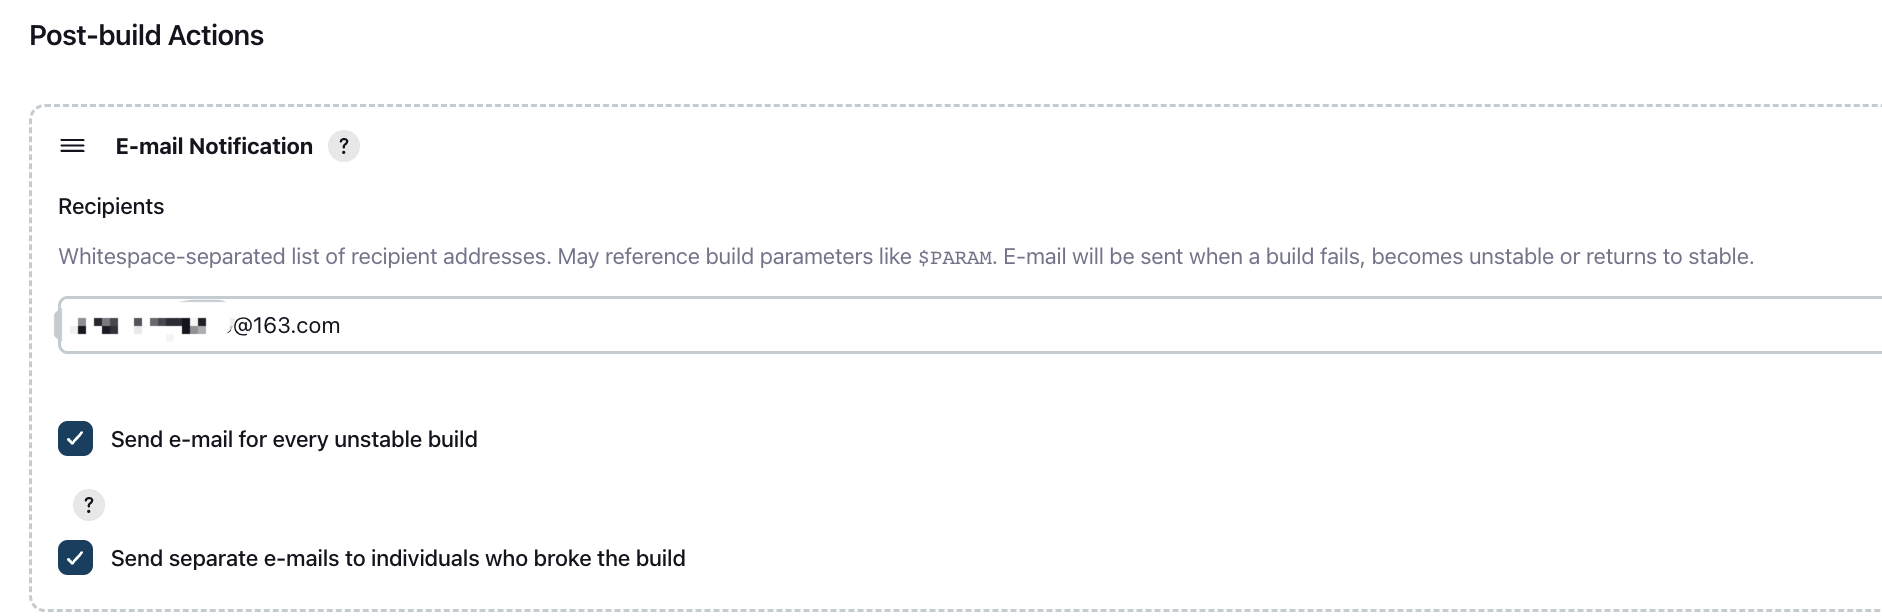 Post-build Actions
E-mail Notification ?
Recipients
Whitespace-separated list of recipient addresses. May reference build parameters like $PARAM. E-mail will be sent when a build fails, becomes unstable or returns to stable.
@163.com
Send e-mail for every unstable build
?
Send separate e-mails to individuals who broke the build